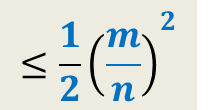 ≤ 1/2 (m/n)²